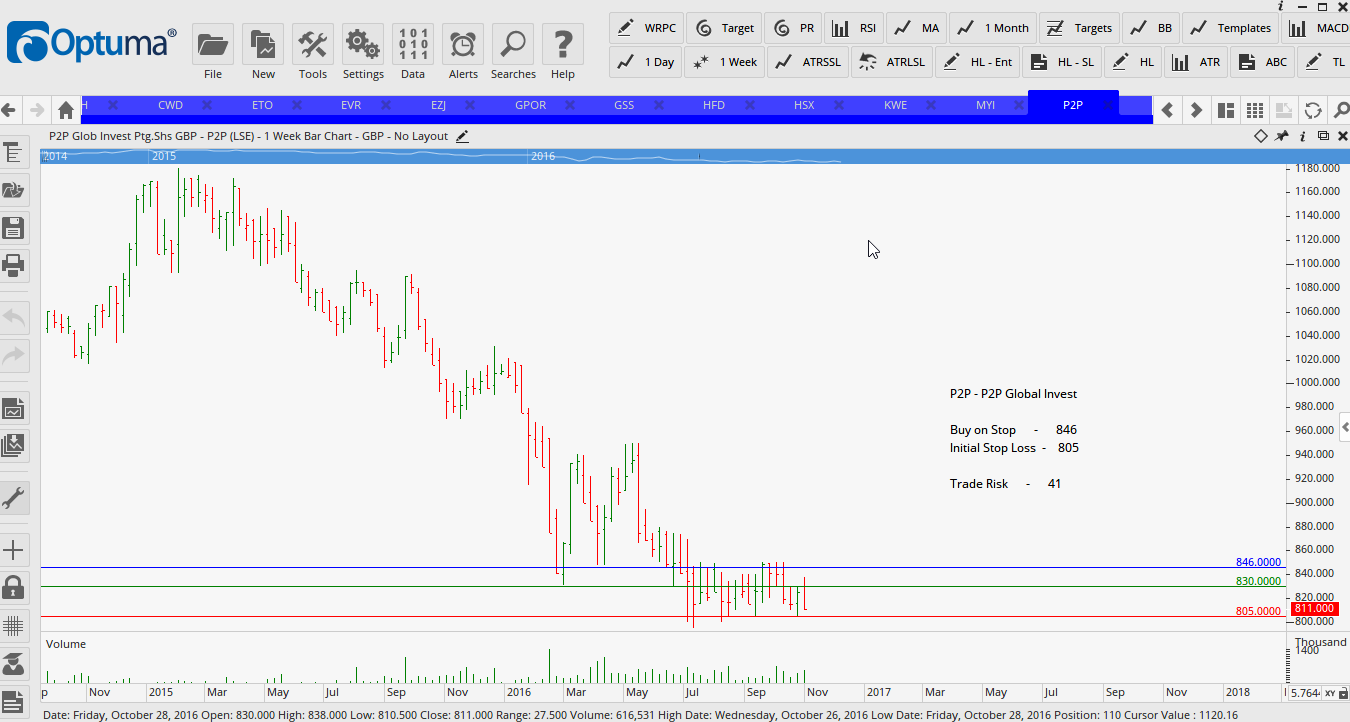 i
Optuma®
File
New
Tools
Settings
101
010
111
Data
Alerts
Searches
?
Help
WRPC
Target
PR
RSI
MA
1 Month
Targets
BB
Templates
MACD
1 Day
1 Week
ATRSSL
ATRLSL
HL - Ent
HL - SL
HL
ATR
ABC
TL
H
CWD
ETO
EVR
EZJ
GPOR
GSS
HFD
HSX
KWE
MYI
P2P
P2P Glob Invest Ptg.Shs GBP - P2P (LSE) - 1 Week Bar Chart - GBP - No Layout
i
2014
2015
2016
1180.000
1160.000
1140.000
1120.000
1100.000
1080.000
1060.000
1040.000
1020.000
1000.000
980.000
960.000
940.000
920.000
900.000
880.000
860.000
840.000
820.000
811.000
800.000
P2P - P2P Global Invest
Buy on Stop - 846
Initial Stop Loss - 805
Trade Risk - 41
846.0000
830.0000
805.0000
Volume
Thousand
1400
p
Nov
2015
Mar
May
Jul
Sep
Nov
2016
Mar
May
Jul
Sep
Nov
2017
Mar
May
Jul
Sep
Nov
2018
5.764
XY
Date: Friday, October 28, 2016 Open: 830.000 High: 838.000 Low: 810.500 Close: 811.000 Range: 27.500 Volume: 616,531 High Date: Wednesday, October 26, 2016 Low Date: Friday, October 28, 2016 Position: 110 Cursor Value : 1120.16